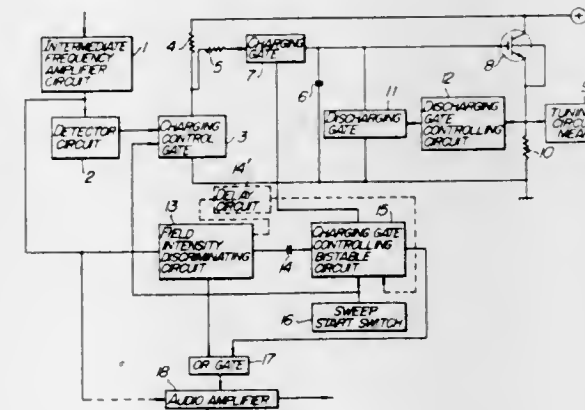 1
INTERMEDIATE
FREQUENCY
AMPLIFIER
CIRCUIT
4
5
CHARGING
GATE
7
8
+
6
11
12
DISCHARGING
GATE
DISCHARGING
GATE
CONTROLLING
CIRCUIT
9
TUNING
CIRCUIT
MEA
10
DETECTOR
CIRCUIT
2
CHARGING
CONTROL
GATE
3
14'
DELAY
CIRCUIT
13
FIELD
INTENSITY
DISCRIMINATING
CIRCUIT
14
15
CHARGING GATE
CONTROLLING
BISTABLE
CIRCUIT
16
SWEEP
START SWITCH
OR GATE
17
18
AUDIO AMPLIFIER